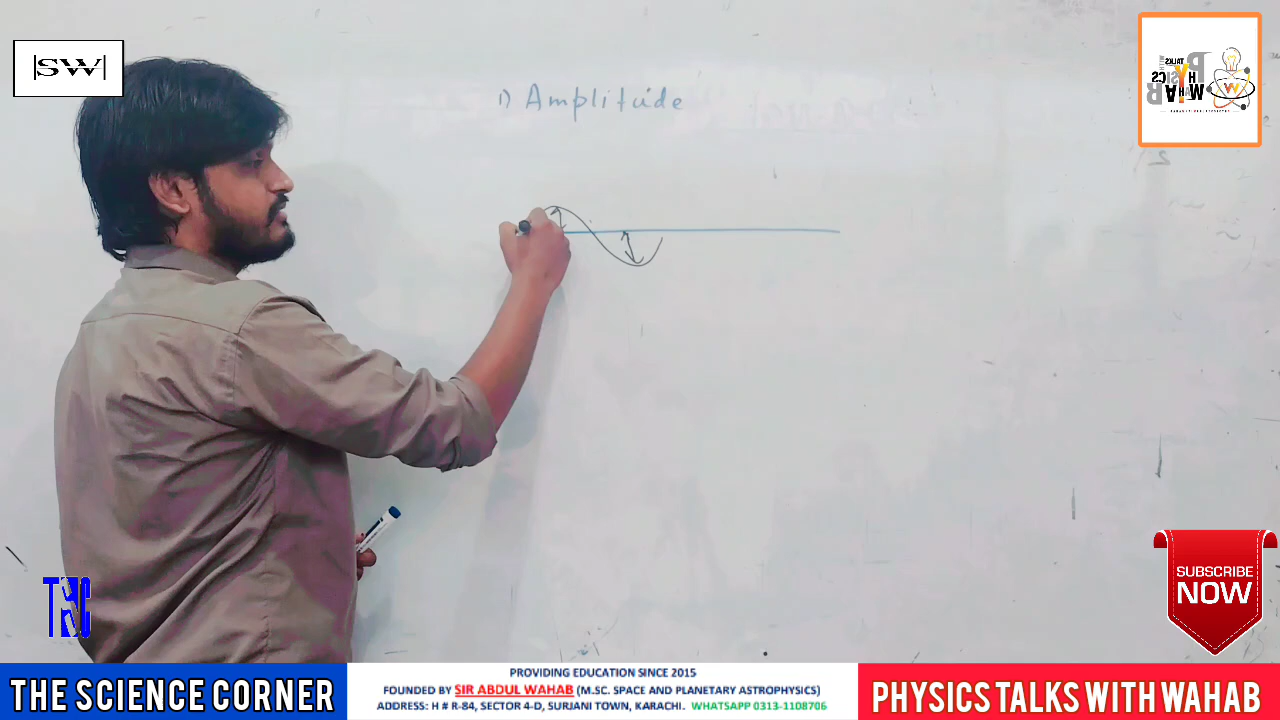 |SW|
1) Amplitude
TALKS
PHYSICS
WAHAB
W
TSC
SUBSCRIBE
NOW
THE SCIENCE CORNER
PROVIDING EDUCATION SINCE 2015
FOUNDED BY SIR ABDUL WAHAB (M.SC. SPACE AND PLANETARY ASTROPHYSICS)
ADDRESS: H # R-84, SECTOR 4-D, SURJANI TOWN, KARACHI. WHATSAPP 0313-1108706
PHYSICS TALKS WITH WAHAB